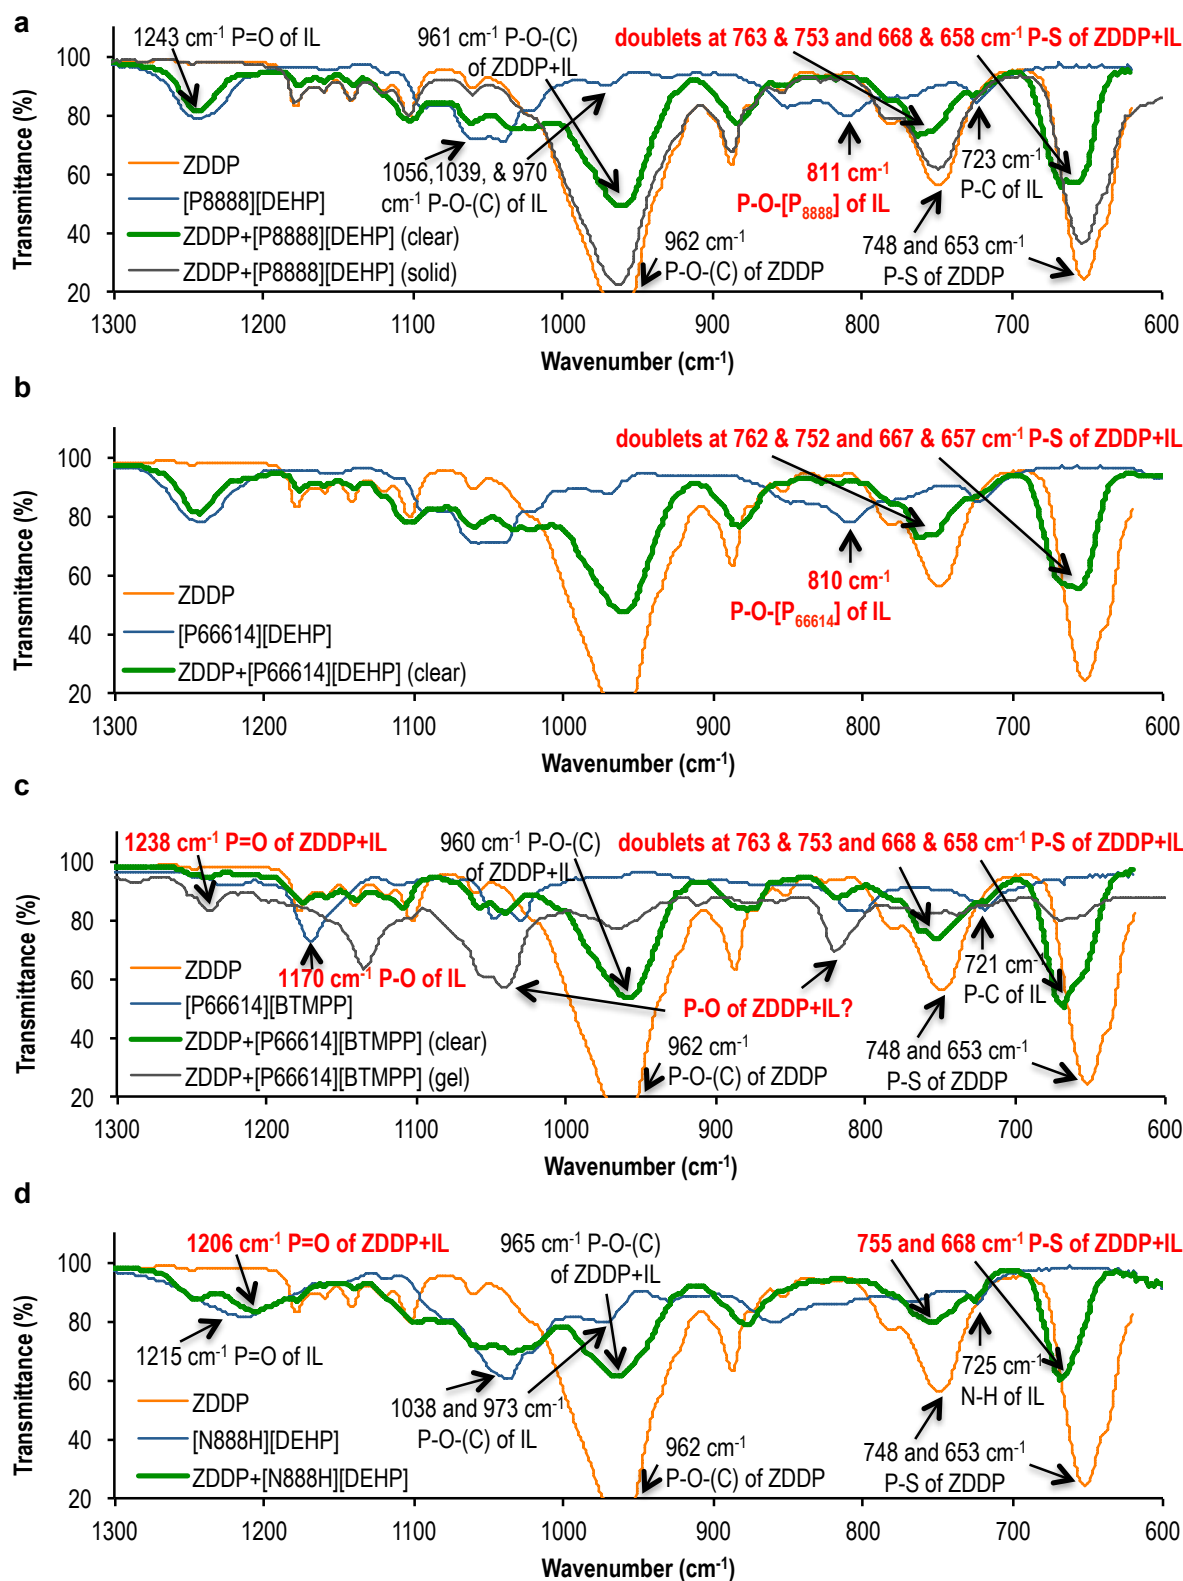 a
1243 cm-1 P=O of IL
961 cm-1 P-O-(C)
of ZDDP+IL
doublets at 763 & 753 and 668 & 658 cm-1 P-S of ZDDP+IL
Transmittance (%)
100
80
60
40
20
ZDDP
[P8888][DEHP]
ZDDP+[P8888][DEHP] (clear)
ZDDP+[P8888][DEHP] (solid)
1056,1039, & 970
cm-1 P-O-(C) of IL
811 cm-1
P-O-[P8888] of IL
723 cm-1
P-C of IL
962 cm-1
P-O-(C) of ZDDP
748 and 653 cm-1
P-S of ZDDP
1300 1200 1100 1000 900 800 700 600
Wavenumber (cm-1)
b
doublets at 762 & 752 and 667 & 657 cm-1 P-S of ZDDP+IL
Transmittance (%)
100
80
60
40
20
ZDDP
[P66614][DEHP]
ZDDP+[P66614][DEHP] (clear)
810 cm-1
P-O-[P66614] of IL
1300 1200 1100 1000 900 800 700 600
Wavenumber (cm-1)
c
1238 cm-1 P=O of ZDDP+IL
960 cm-1 P-O-(C)
of ZDDP+IL
doublets at 763 & 753 and 668 & 658 cm-1 P-S of ZDDP+IL
Transmittance (%)
100
80
60
40
20
ZDDP
[P66614][BTMPP]
ZDDP+[P66614][BTMPP] (clear)
ZDDP+[P66614][BTMPP] (gel)
1170 cm-1 P-O of IL
P-O of ZDDP+IL?
721 cm-1
P-C of IL
962 cm-1
P-O-(C) of ZDDP
748 and 653 cm-1
P-S of ZDDP
1300 1200 1100 1000 900 800 700 600
Wavenumber (cm-1)
d
1206 cm-1 P=O of ZDDP+IL
965 cm-1 P-O-(C)
of ZDDP+IL
755 and 668 cm-1 P-S of ZDDP+IL
Transmittance (%)
100
80
60
40
20
1215 cm-1 P=O of IL
ZDDP
[N888H][DEHP]
ZDDP+[N888H][DEHP]
1038 and 973 cm-1
P-O-(C) of IL
725 cm-1
N-H of IL
962 cm-1
P-O-(C) of ZDDP
748 and 653 cm-1
P-S of ZDDP
1300 1200 1100 1000 900 800 700 600
Wavenumber (cm-1)